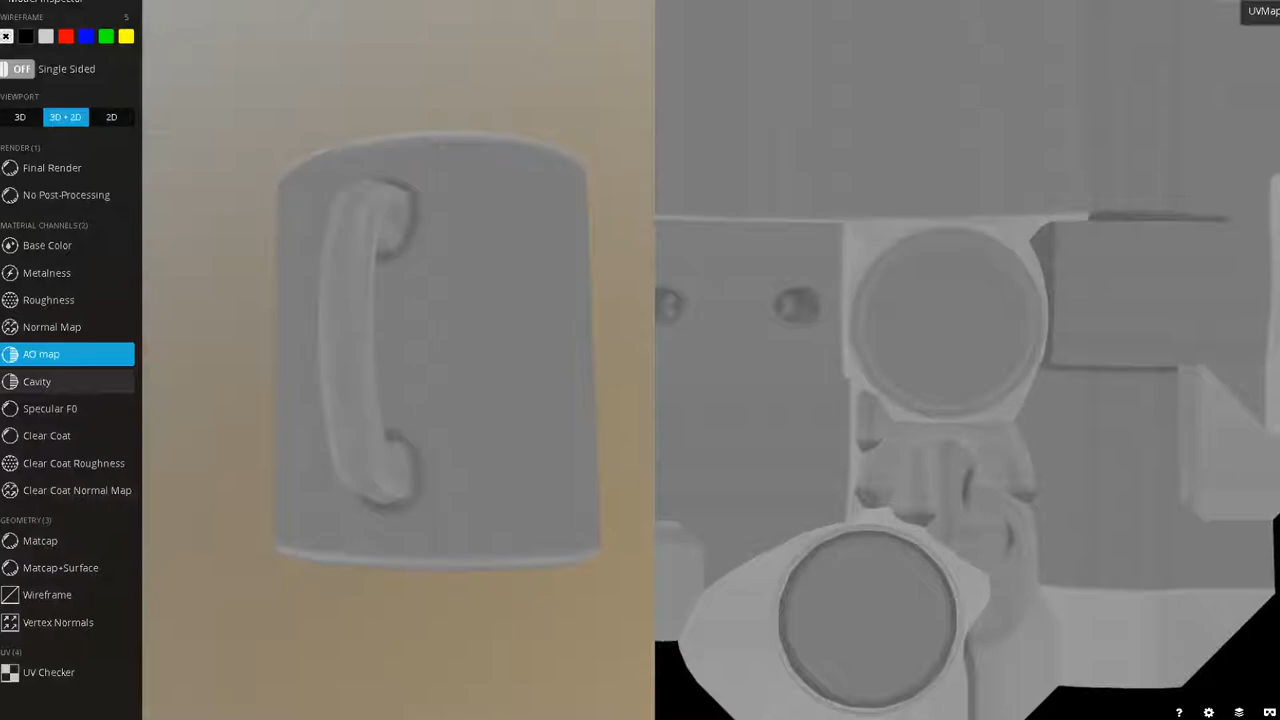 Model Inspector
WIREFRAME 5
OFF Single Sided
VIEWPORT
3D 3D + 2D 2D
RENDER (1)
Final Render
No Post-Processing
MATERIAL CHANNELS (2)
Base Color
Metalness
Roughness
Normal Map
AO map
Cavity
Specular F0
Clear Coat
Clear Coat Roughness
Clear Coat Normal Map
GEOMETRY (3)
Matcap
Matcap+Surface
Wireframe
Vertex Normals
UV (4)
UV Checker
UVMap
?